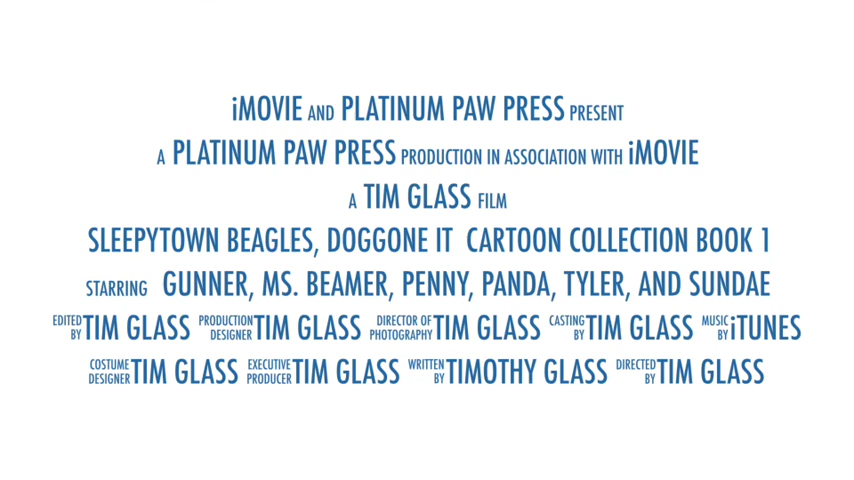 iMOVIE AND PLATINUM PAW PRESS PRESENT
A PLATINUM PAW PRESS PRODUCTION IN ASSOCIATION WITH iMOVIE
A TIM GLASS FILM
SLEEPYTOWN BEAGLES, DOGGONE IT CARTOON COLLECTION BOOK 1
STARRING GUNNER, MS. BEAMER, PENNY, PANDA, TYLER, AND SUNDAE
EDITED BY TIM GLASS PRODUCTION DESIGNER TIM GLASS DIRECTOR OF PHOTOGRAPHY TIM GLASS CASTING BY TIM GLASS MUSIC BY iTUNES
COSTUME DESIGNER TIM GLASS EXECUTIVE PRODUCER TIM GLASS WRITTEN BY TIMOTHY GLASS DIRECTED BY TIM GLASS